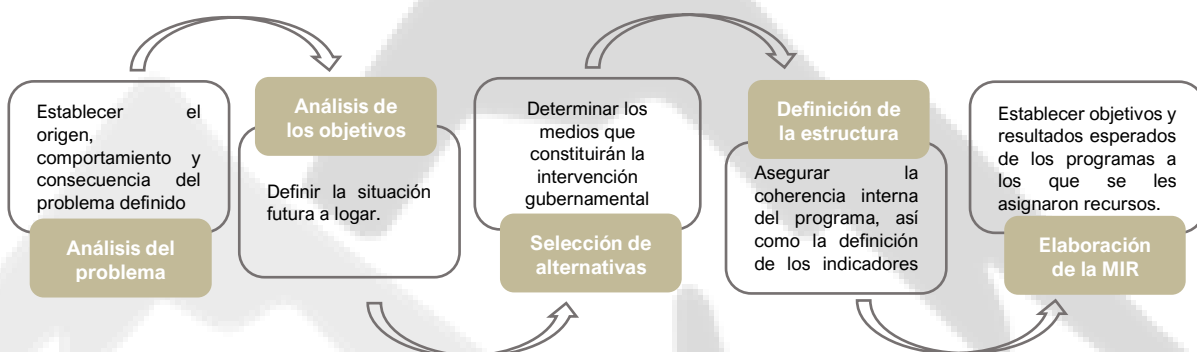 Establecer el
origen,
comportamiento y
consecuencia del
problema definido
Análisis del
problema
Análisis de
los objetivos
Definir la situación
futura a logar.
Determinar los
medios que
constituirán la
intervención
gubernamental
Selección de
alternativas
Definición de
la estructura
Asegurar la
coherencia interna
del programa, así
como la definición
de los indicadores
Establecer objetivos y
resultados esperados
de los programas a
los que se les
asignaron recursos.
Elaboración
de la MIR